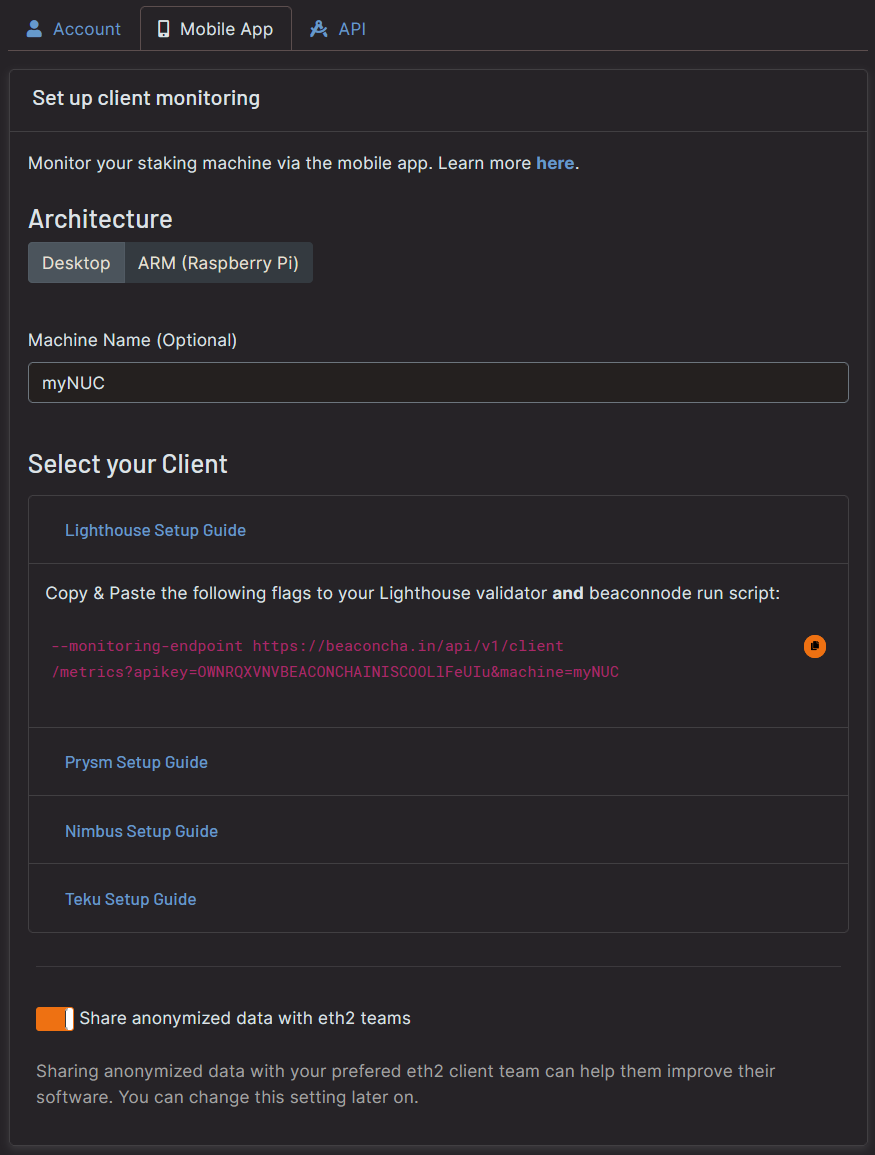 Account
Mobile App
API
Set up client monitoring
Monitor your staking machine via the mobile app. Learn more here.
Architecture
Desktop
ARM (Raspberry Pi)
Machine Name (Optional)
myNUC
Select your Client
Lighthouse Setup Guide
Copy & Paste the following flags to your Lighthouse validator and beaconnode run script:
--monitoring-endpoint https://beaconcha.in/api/v1/client
/metrics?apikey=OWNRQXVNVBEACONCHAINISCOOLlFeUIu&machine=myNUC
Prysm Setup Guide
Nimbus Setup Guide
Teku Setup Guide
Share anonymized data with eth2 teams
Sharing anonymized data with your prefered eth2 client team can help them improve their
software. You can change this setting later on.